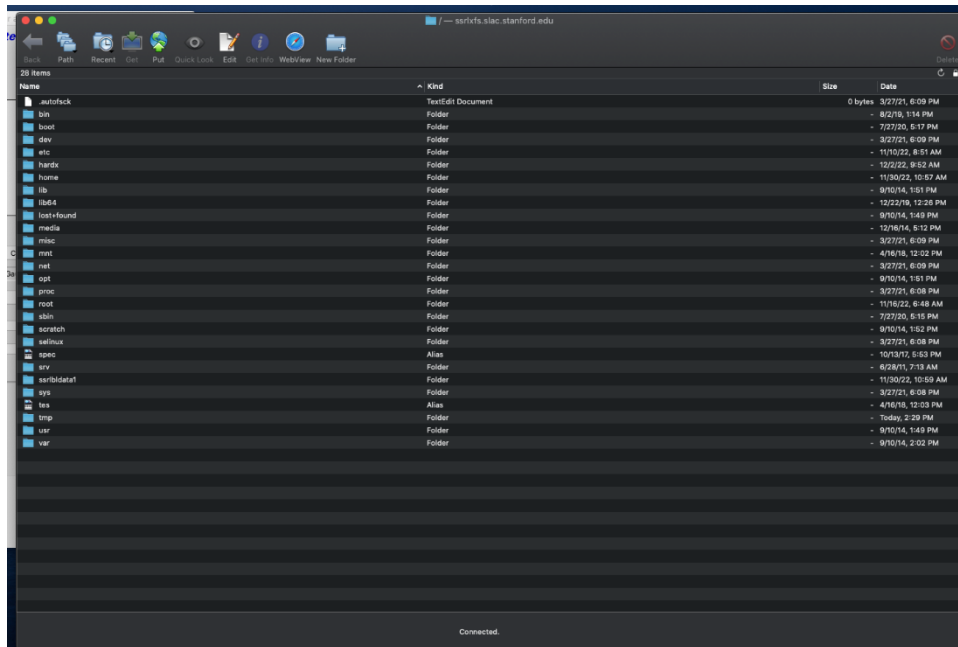 / — ssrlxfs.slac.stanford.edu
Back Path Recent Get Put Quick Look Edit Get Info WebView New Folder Delete
28 items
Name Kind Size Date
.autofsck TextEdit Document 0 bytes 3/27/21, 6:09 PM
bin Folder - 8/2/19, 1:14 PM
boot Folder - 7/27/20, 5:17 PM
dev Folder - 3/27/21, 6:09 PM
etc Folder - 11/10/22, 8:51 AM
hardx Folder - 12/2/22, 9:52 AM
home Folder - 11/30/22, 10:57 AM
lib Folder - 9/10/14, 1:51 PM
lib64 Folder - 12/22/19, 12:26 PM
lost+found Folder - 9/10/14, 1:49 PM
media Folder - 12/16/14, 5:12 PM
misc Folder - 3/27/21, 6:09 PM
mnt Folder - 4/16/18, 12:02 PM
net Folder - 3/27/21, 6:09 PM
opt Folder - 9/10/14, 1:51 PM
proc Folder - 3/27/21, 6:08 PM
root Folder - 11/16/22, 6:48 AM
sbin Folder - 7/27/20, 5:15 PM
scratch Folder - 9/10/14, 1:52 PM
selinux Folder - 3/27/21, 6:08 PM
spec Alias - 10/13/17, 5:53 PM
srv Folder - 6/28/11, 7:13 AM
ssrlbldata1 Folder - 11/30/22, 10:59 AM
sys Folder - 3/27/21, 6:08 PM
tes Alias - 4/16/18, 12:03 PM
tmp Folder - Today, 2:29 PM
usr Folder - 9/10/14, 1:49 PM
var Folder - 9/10/14, 2:02 PM
Connected.